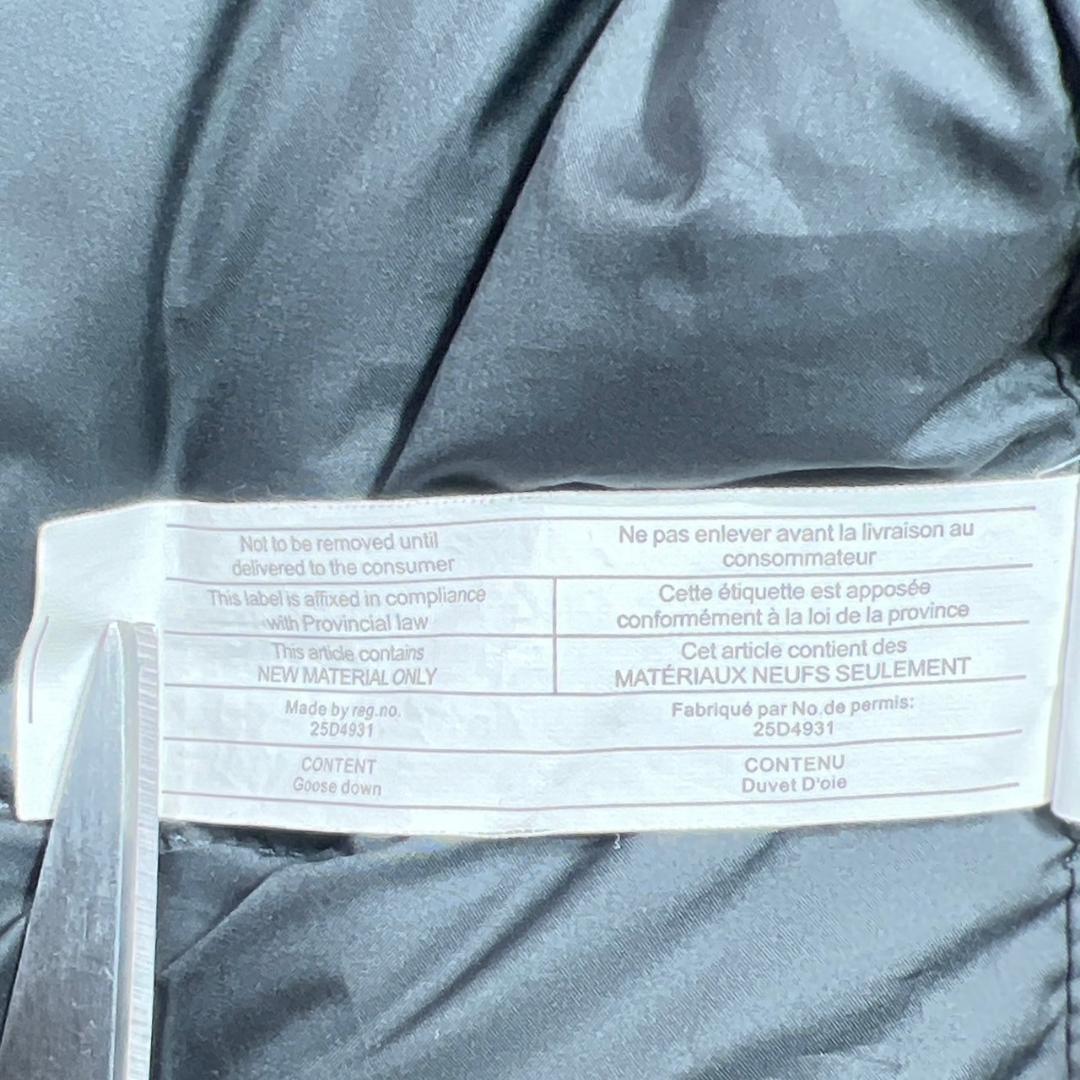 Not to be removed until
delivered to the consumer
Ne pas enlever avant la livraison au
consommateur
This label is affixed in compliance
with Provincial law
Cette étiquette est apposée
conformément à la loi de la province
This article contains
NEW MATERIAL ONLY
Cet article contient des
MATÉRIAUX NEUFS SEULEMENT
Made by reg.no.
25D4931
Fabriqué par No.de permis:
25D4931
CONTENT
Goose down
CONTENU
Duvet D'oie